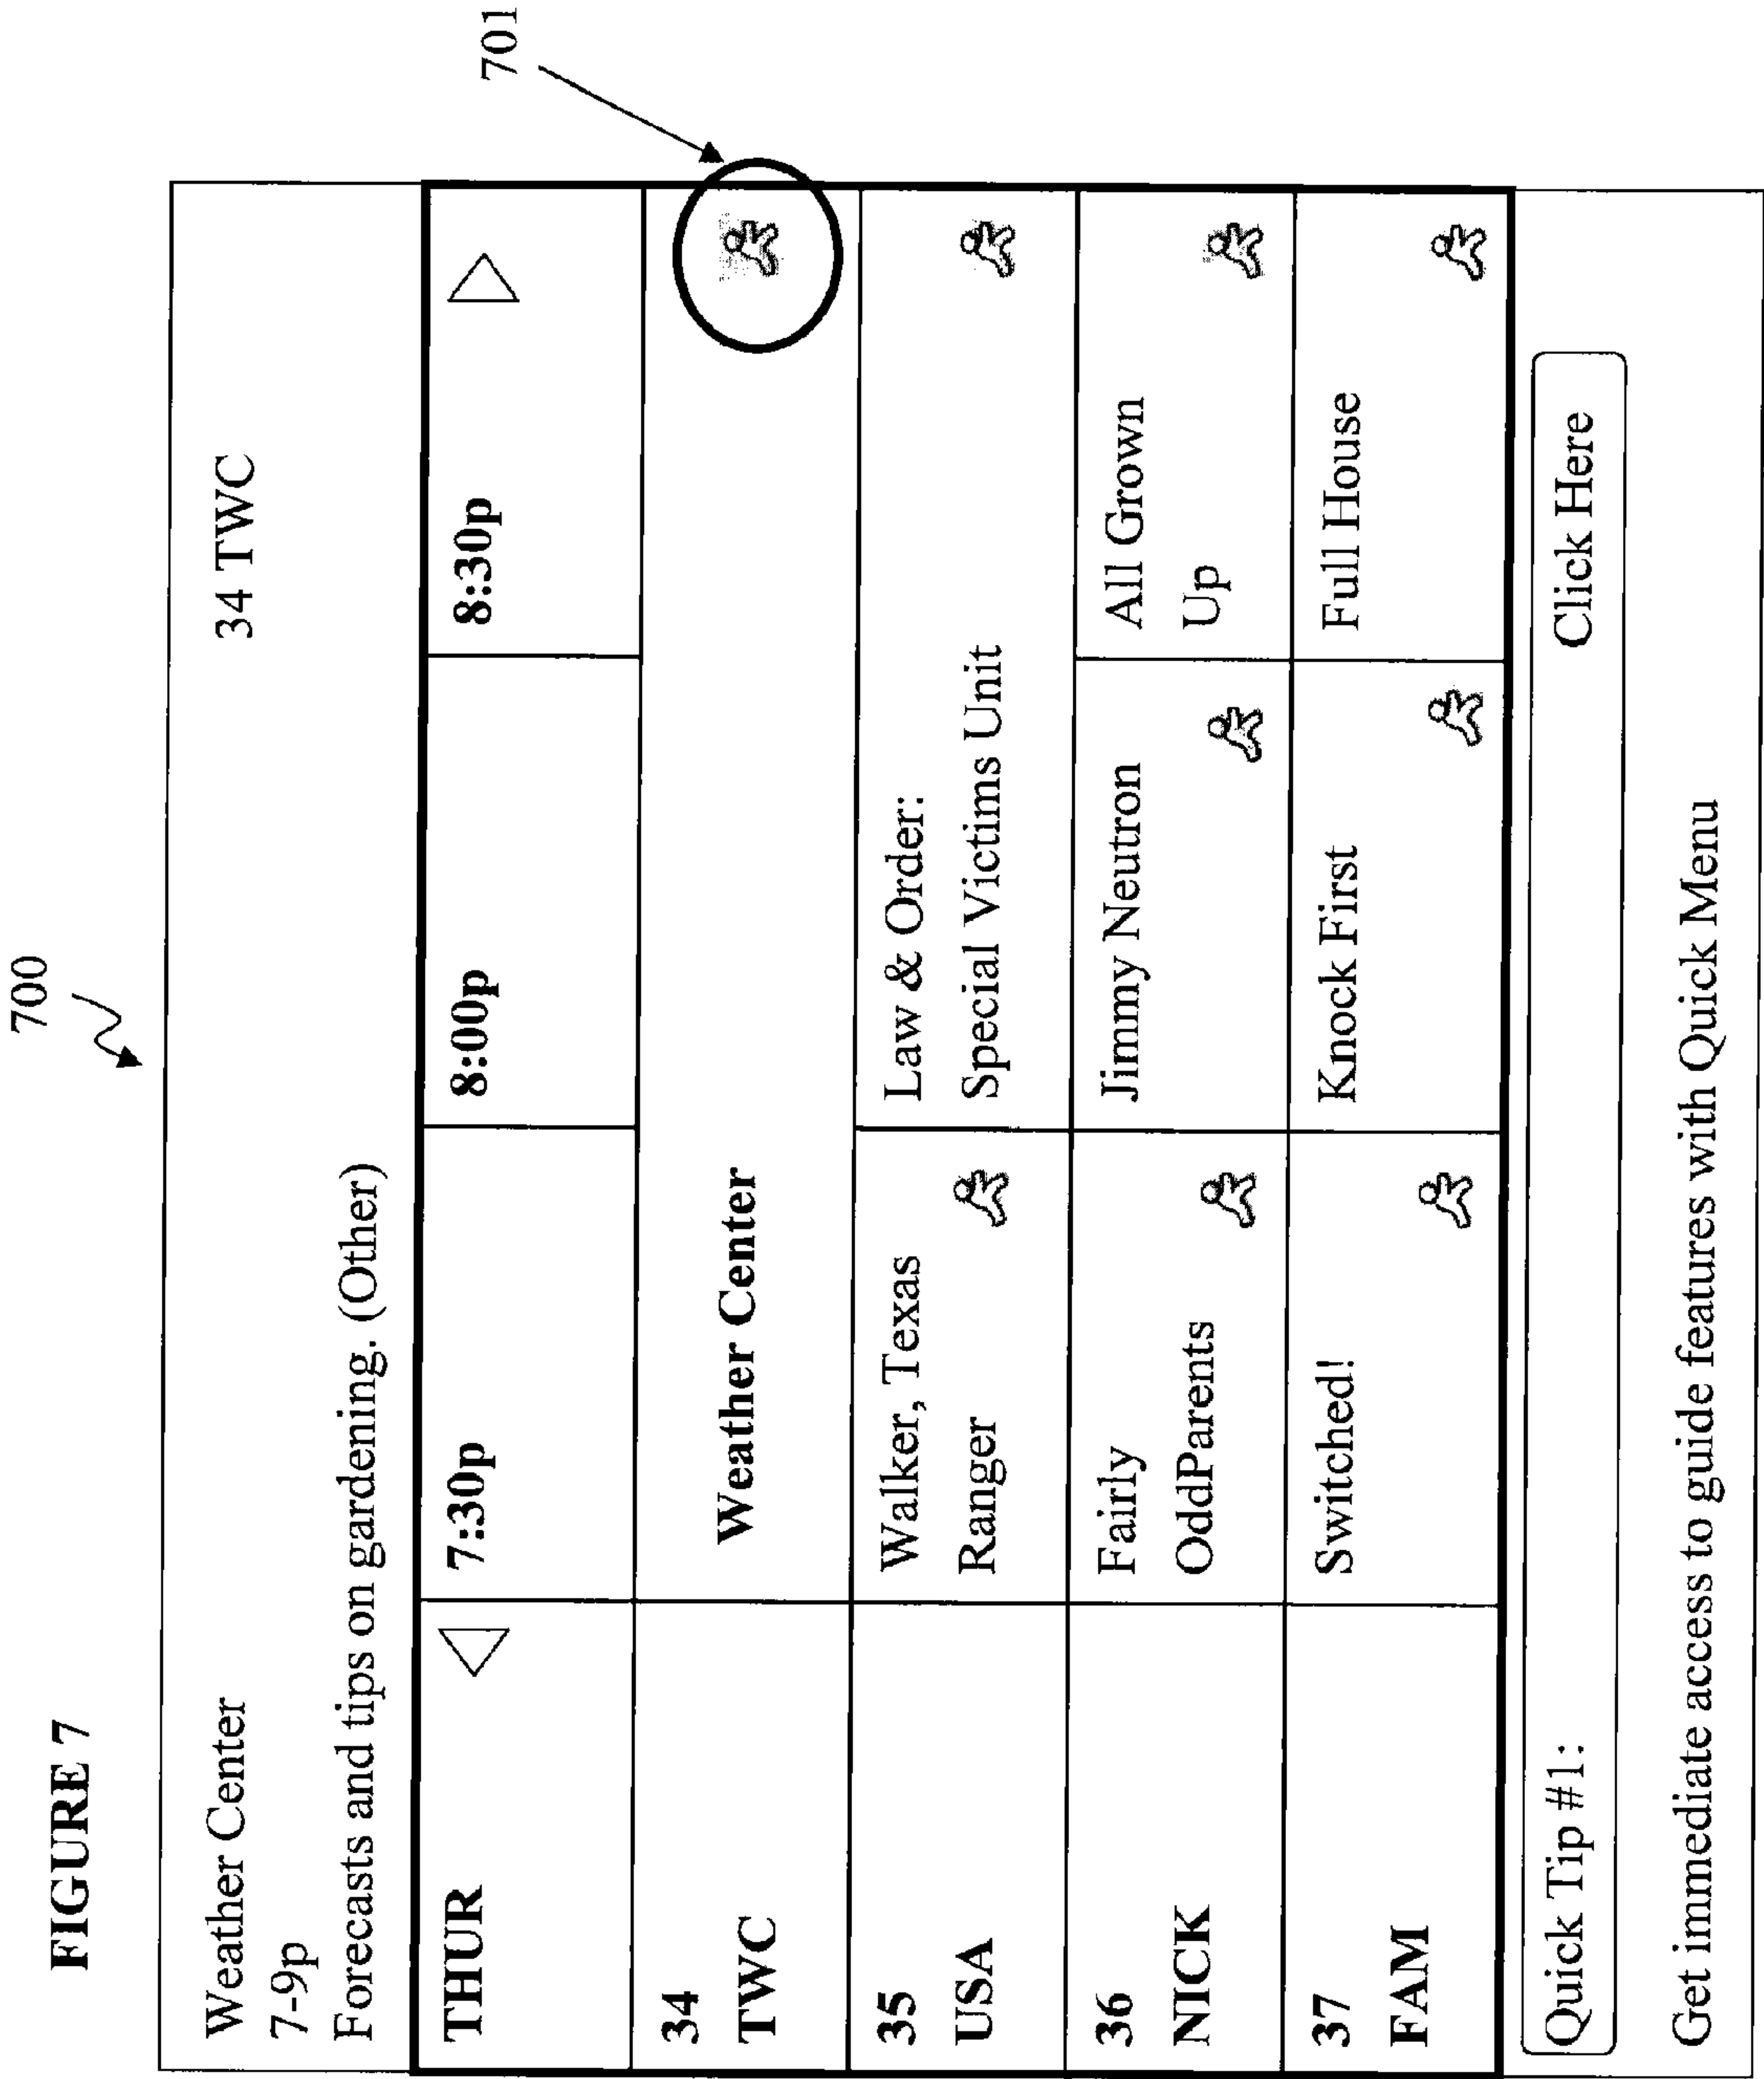 FIGURE 7
700
Weather Center
34 TWC
7-9p
Forecasts and tips on gardening. (Other)
THUR
7:30p
8:00p
8:30p
701
34
TWC
Weather Center
35
USA
Walker, Texas
Ranger
Law & Order:
Special Victims Unit
36
NICK
Fairly
OddParents
Jimmy Neutron
All Grown
Up
37
FAM
Switched!
Knock First
Full House
Quick Tip #1:
Click Here
Get immediate access to guide features with Quick Menu